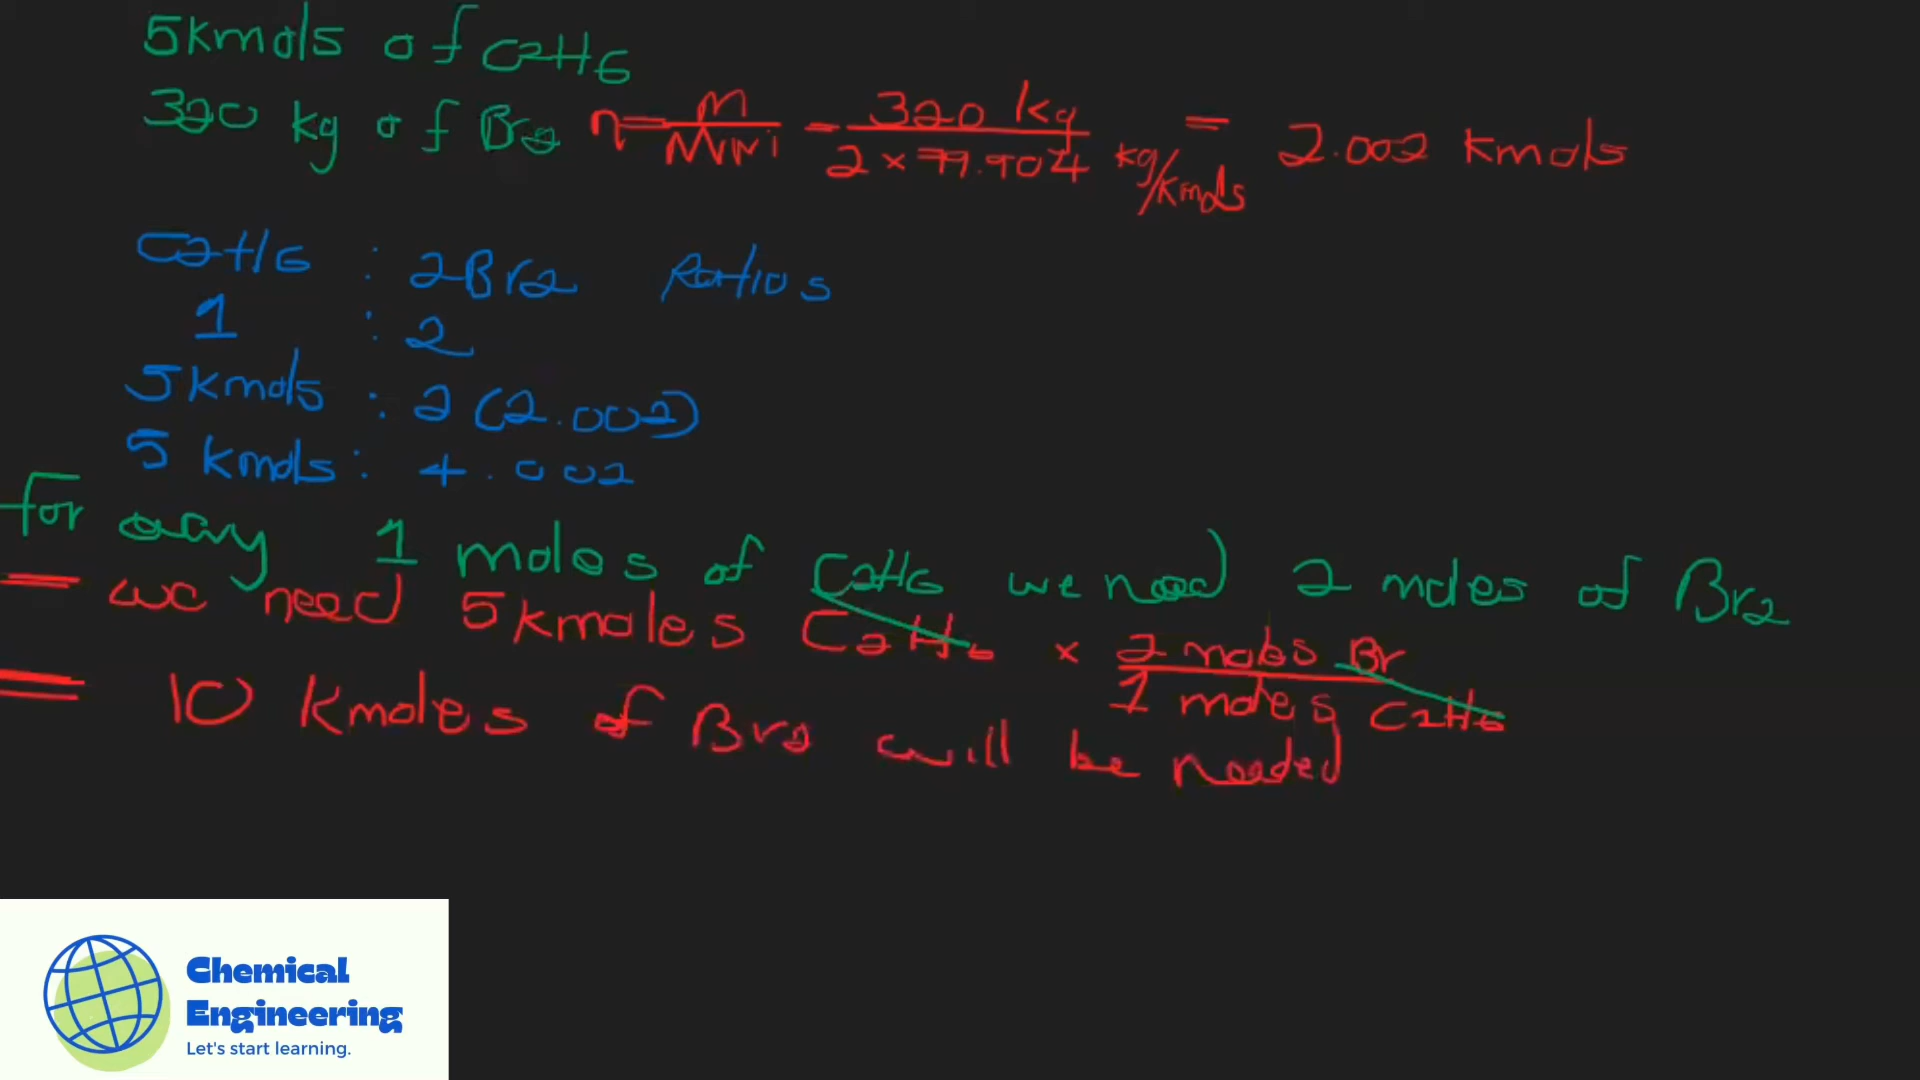 5kmols of C2H6
320 kg of Br2 n = M/MWi = 320 kg / 2 × 79.904 kg/kmols = 2.002 kmols
C2H6 : 2Br2 Ratios
1 : 2
5kmols : 2 (2.002)
5 kmols : 4.002
for evry 1 moles of C2H6 we need 2 moles of Br2
= we need 5kmoles C2H6 × 2 moles Br / 1 moles C2H6
= 10 kmoles of Br2 will be needed
Chemical
Engineering
Let's start learning.